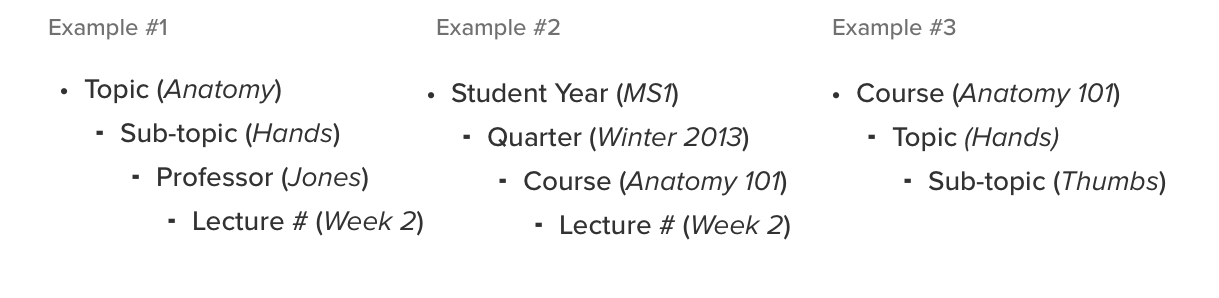 Example #1
• Topic (Anatomy)
- Sub-topic (Hands)
- Professor (Jones)
- Lecture # (Week 2)
Example #2
• Student Year (MS1)
- Quarter (Winter 2013)
- Course (Anatomy 101)
- Lecture # (Week 2)
Example #3
• Course (Anatomy 101)
- Topic (Hands)
- Sub-topic (Thumbs)